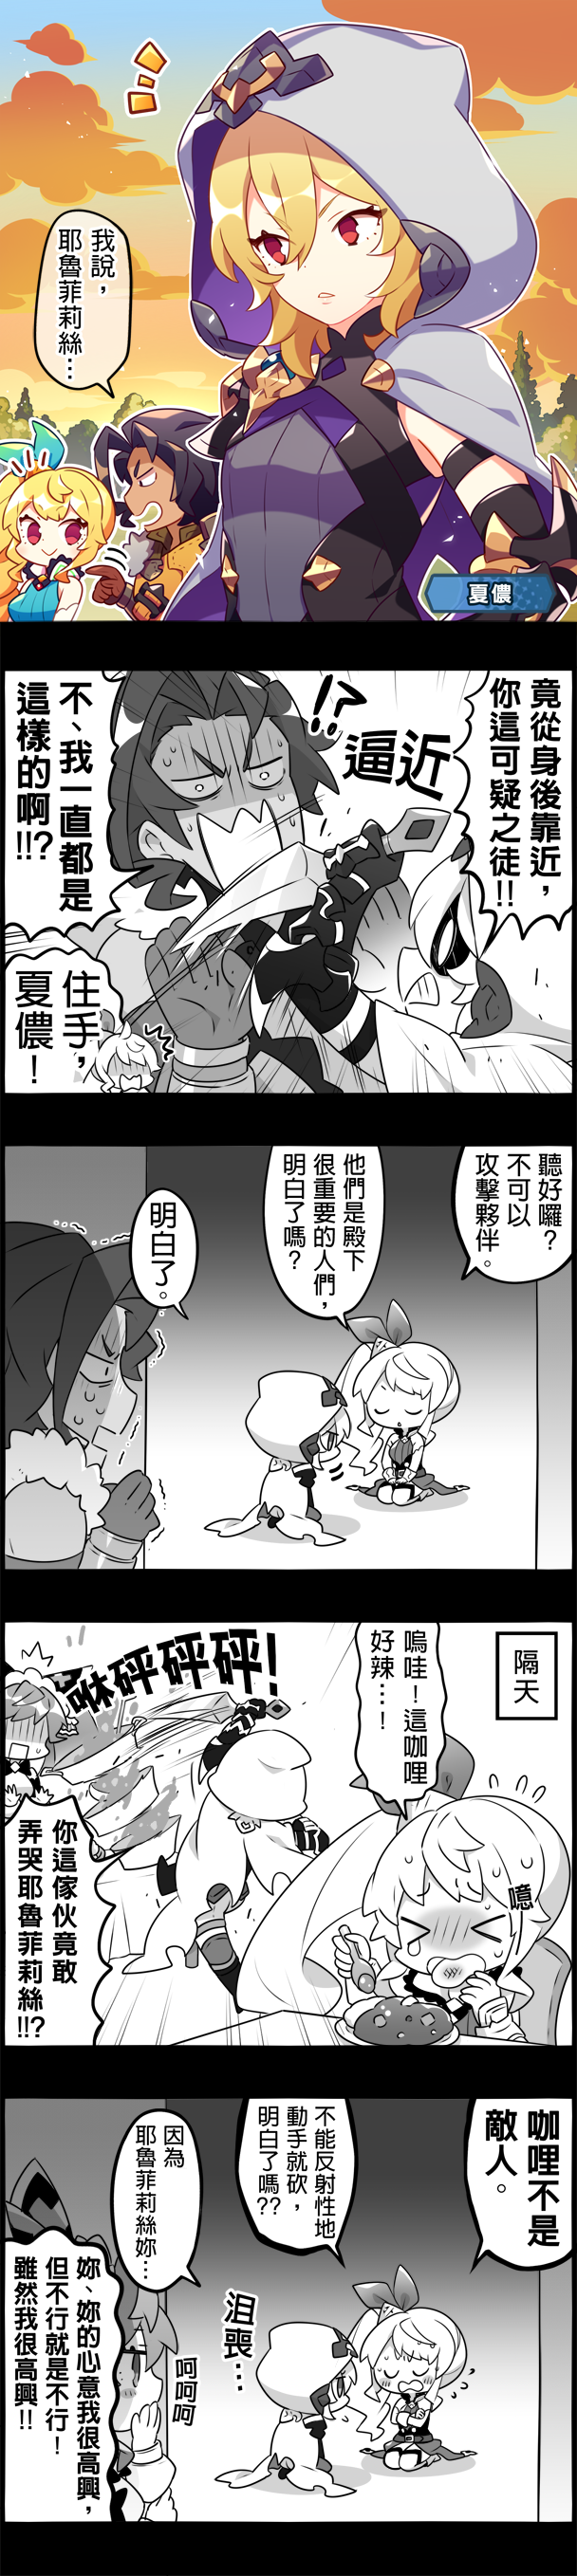 我說，
耶魯菲莉絲…
夏儂
竟從身後靠近，
你這可疑之徒!!
!?
逼近
不、我一直都是
這樣的啊!!?
住手，
夏儂！
聽好囉？
不可以
攻擊夥伴。
他們是殿下
很重要的人們，
明白了嗎？
明白了。
隔天
嗚哇！這咖哩
好辣…！
噫
咻砰砰砰！
你這傢伙竟敢
弄哭耶魯菲莉絲!!?
咖哩不是
敵人。
不能反射性地
動手就砍，
明白了嗎??
因為
耶魯菲莉絲妳…
沮喪…
妳、妳的心意我很高興，
但不行就是不行！
雖然我很高興!!
呵呵呵